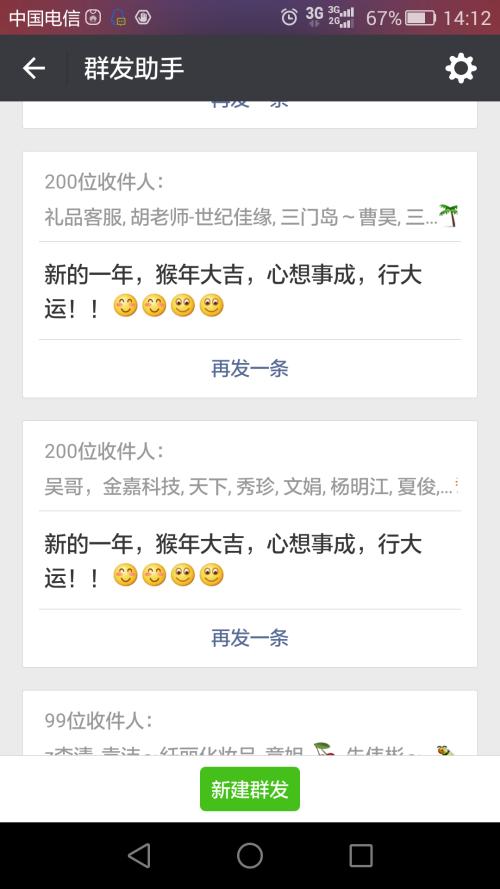 中国电信 3G 3G 2G 67% 14:12
群发助手
再发一条
200位收件人：
礼品客服, 胡老师-世纪佳缘, 三门岛～曹昊, 三...
新的一年，猴年大吉，心想事成，行大
运！！
再发一条
200位收件人：
吴哥，金嘉科技, 天下, 秀珍, 文娟, 杨明江, 夏俊,...
新的一年，猴年大吉，心想事成，行大
运！！
再发一条
99位收件人：
新建群发